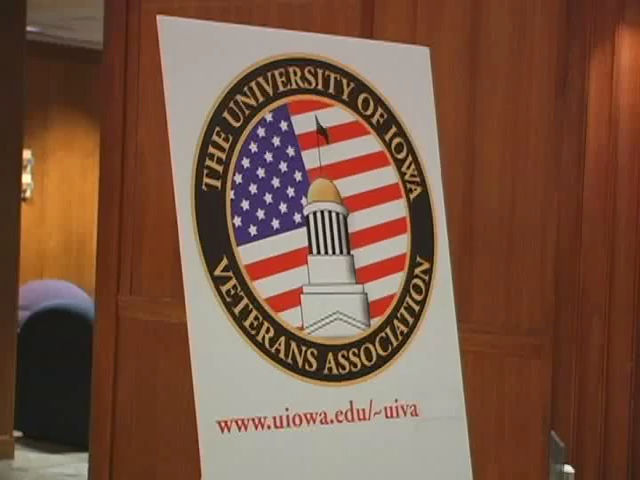 THE UNIVERSITY OF IOWA
VETERANS ASSOCIATION
www.uiowa.edu/~uiva